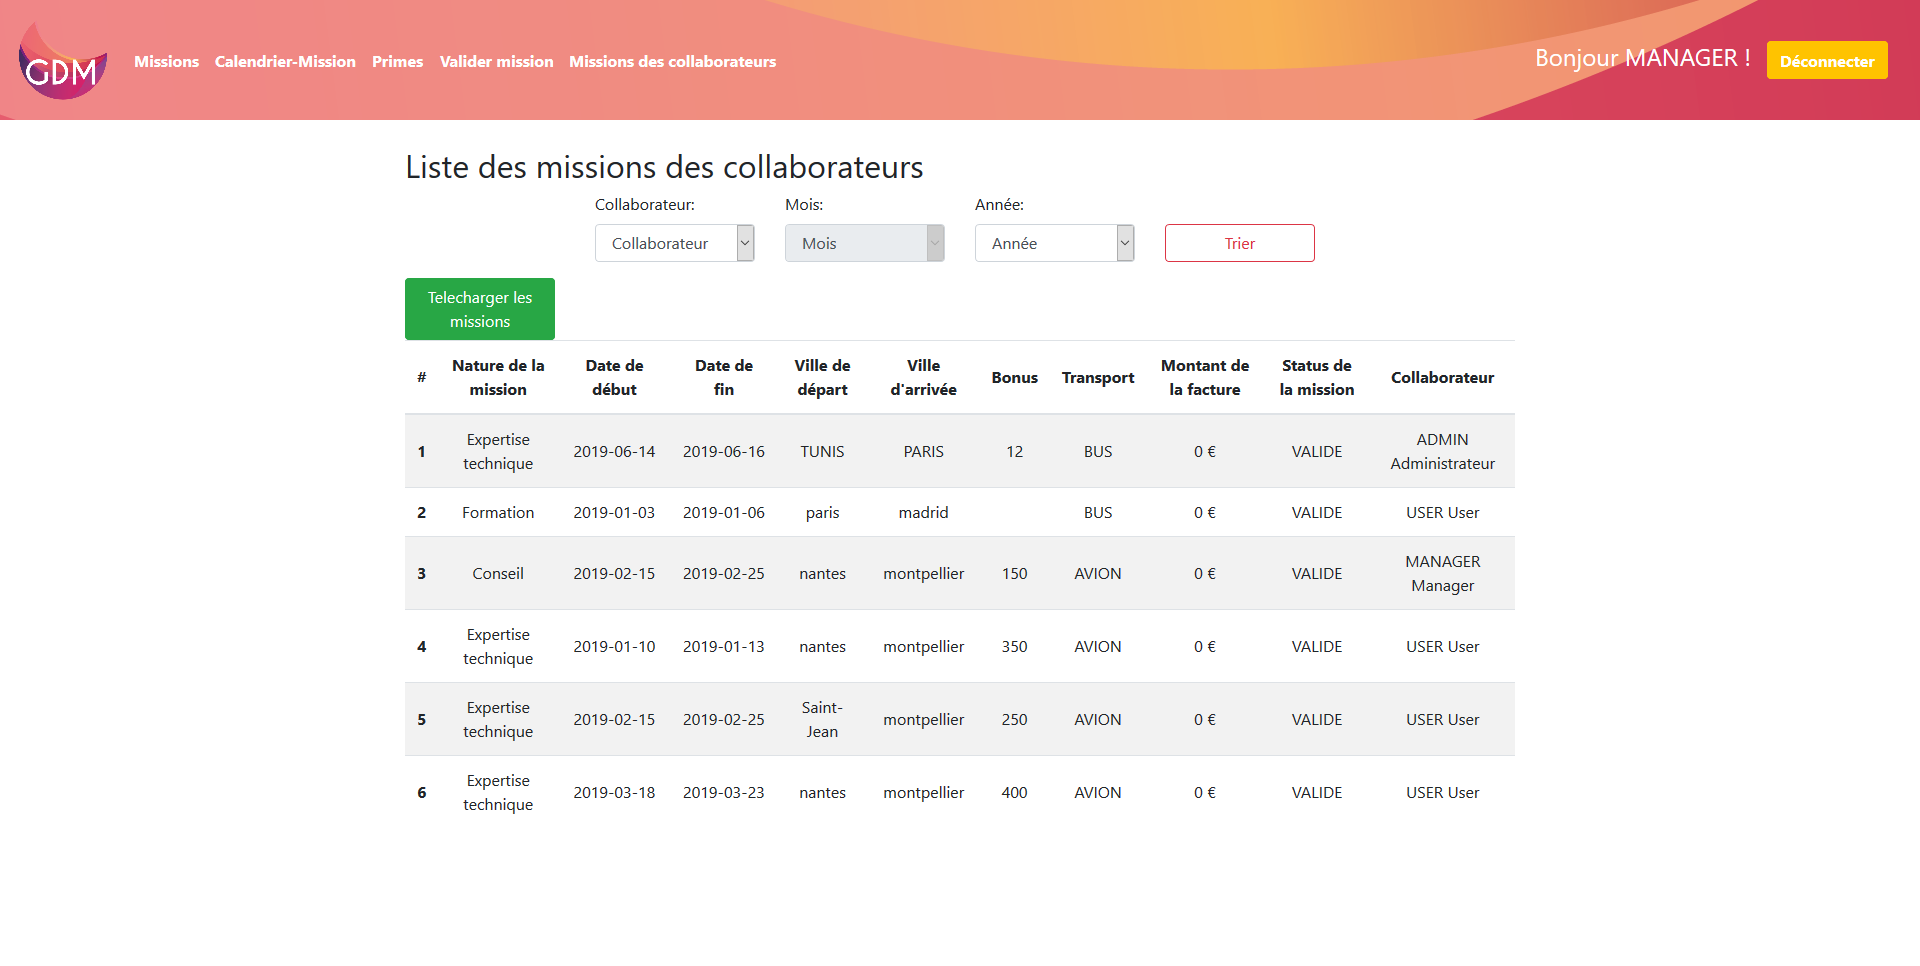 GDM
Missions Calendrier-Mission Primes Valider mission Missions des collaborateurs
Bonjour MANAGER ! Déconnecter
Liste des missions des collaborateurs
Collaborateur: Mois: Année:
Collaborateur Mois Année Trier
Telecharger les
missions
# Nature de la mission Date de début Date de fin Ville de départ Ville d'arrivée Bonus Transport Montant de la facture Status de la mission Collaborateur
1 Expertise technique 2019-06-14 2019-06-16 TUNIS PARIS 12 BUS 0 € VALIDE ADMIN Administrateur
2 Formation 2019-01-03 2019-01-06 paris madrid BUS 0 € VALIDE USER User
3 Conseil 2019-02-15 2019-02-25 nantes montpellier 150 AVION 0 € VALIDE MANAGER Manager
4 Expertise technique 2019-01-10 2019-01-13 nantes montpellier 350 AVION 0 € VALIDE USER User
5 Expertise technique 2019-02-15 2019-02-25 Saint-Jean montpellier 250 AVION 0 € VALIDE USER User
6 Expertise technique 2019-03-18 2019-03-23 nantes montpellier 400 AVION 0 € VALIDE USER User